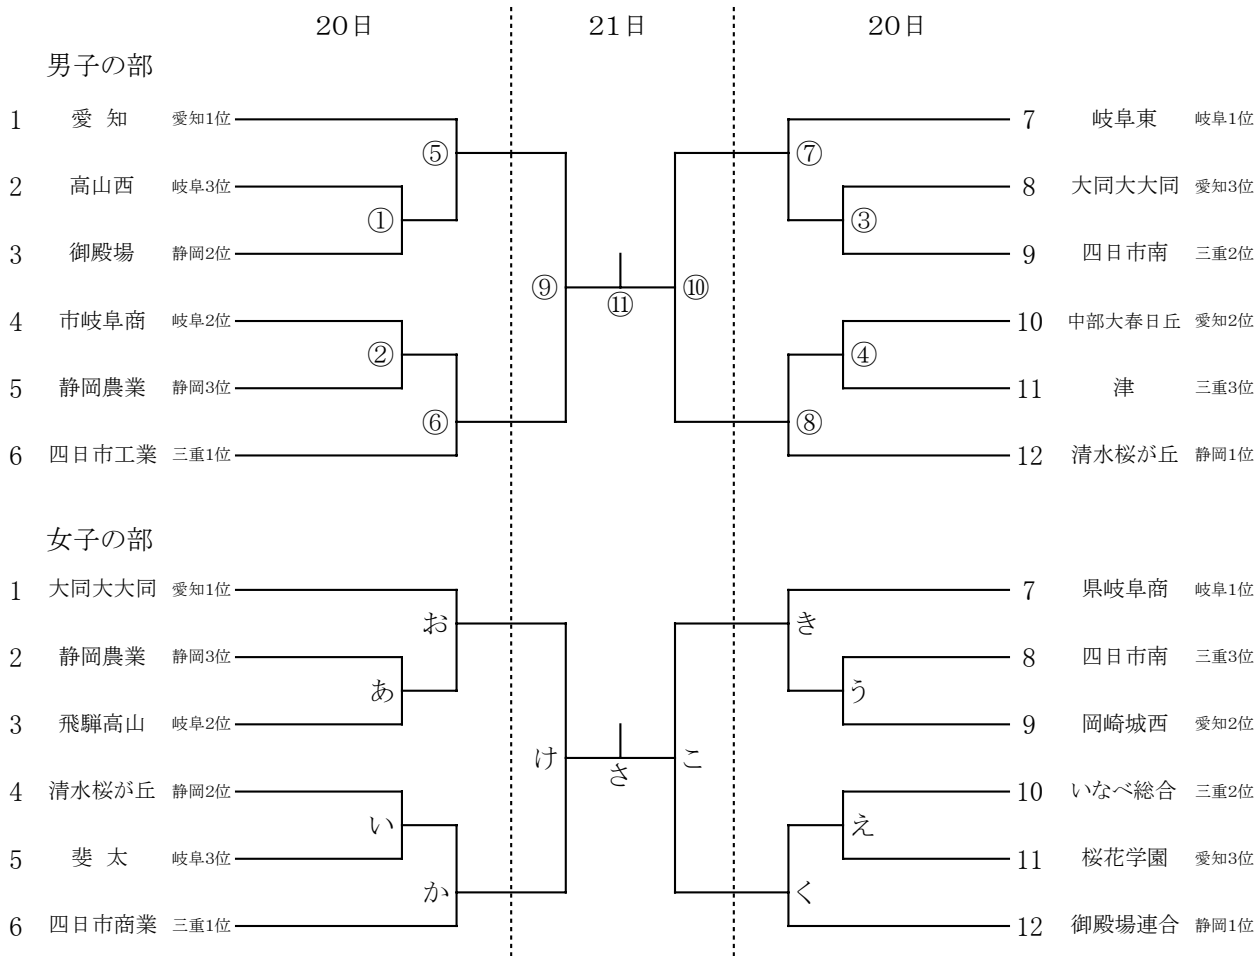 20日 21日 20日
男子の部
1 愛 知 愛知1位 7 岐阜東 岐阜1位
⑤ ⑦
2 高山西 岐阜3位 8 大同大大同 愛知3位
① ③
3 御殿場 静岡2位 9 四日市南 三重2位
⑨ ⑪ ⑩
4 市岐阜商 岐阜2位 10 中部大春日丘 愛知2位
② ④
5 静岡農業 静岡3位 11 津 三重3位
⑥ ⑧
6 四日市工業 三重1位 12 清水桜が丘 静岡1位
女子の部
1 大同大大同 愛知1位 7 県岐阜商 岐阜1位
お き
2 静岡農業 静岡3位 8 四日市南 三重3位
あ う
3 飛騨高山 岐阜2位 9 岡崎城西 愛知2位
け さ こ
4 清水桜が丘 静岡2位 10 いなべ総合 三重2位
い え
5 斐 太 岐阜3位 11 桜花学園 愛知3位
か く
6 四日市商業 三重1位 12 御殿場連合 静岡1位